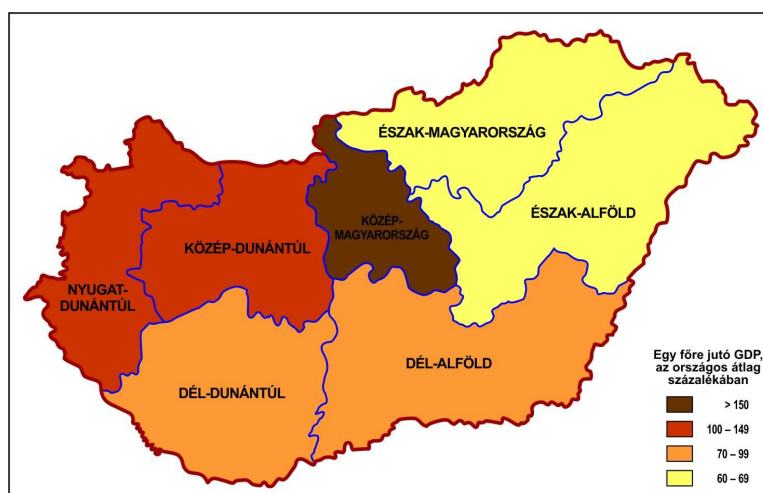 ÉSZAK-MAGYARORSZÁG
ÉSZAK-ALFÖLD
KÖZÉP-
MAGYARORSZÁG
KÖZÉP-DUNÁNTÚL
NYUGAT-
DUNÁNTÚL
DÉL-ALFÖLD
DÉL-DUNÁNTÚL
Egy főre jutó GDP,
az országos átlag
százalékában
> 150
100 – 149
70 – 99
60 – 69